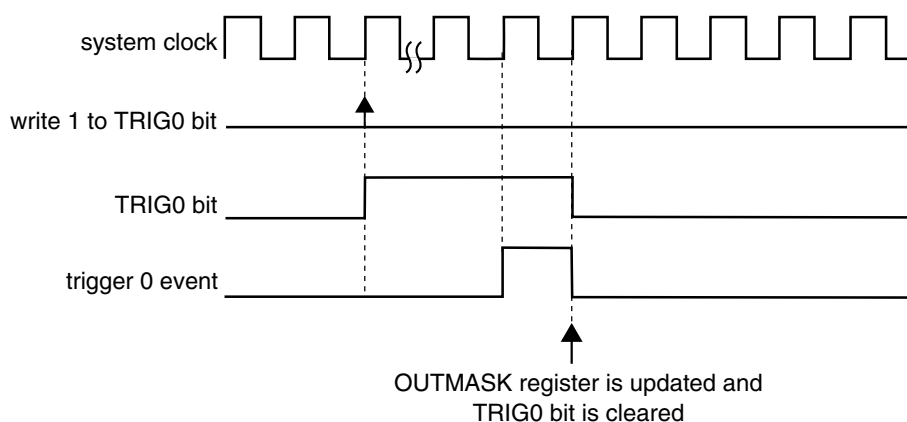 system clock
write 1 to TRIG0 bit
TRIG0 bit
trigger 0 event
OUTMASK register is updated and
TRIG0 bit is cleared